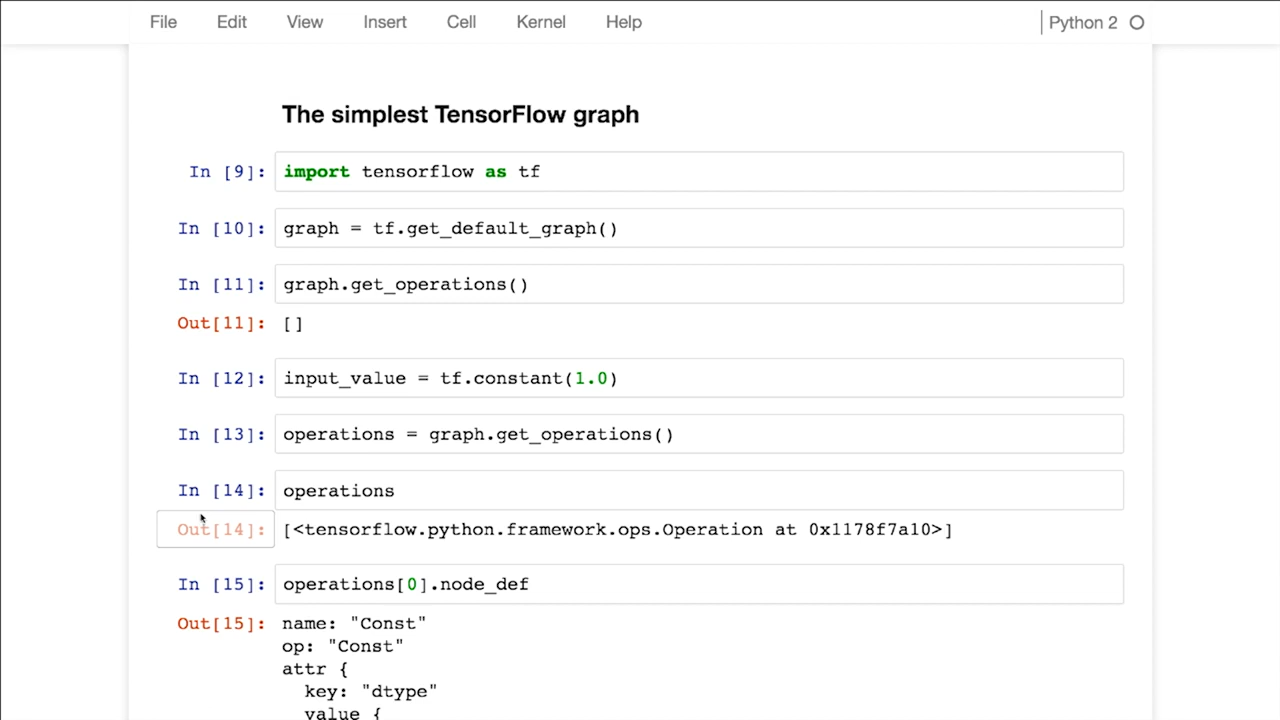 File Edit View Insert Cell Kernel Help Python 2
The simplest TensorFlow graph
In [9]: import tensorflow as tf
In [10]: graph = tf.get_default_graph()
In [11]: graph.get_operations()
Out[11]: []
In [12]: input_value = tf.constant(1.0)
In [13]: operations = graph.get_operations()
In [14]: operations
Out[14]: [<tensorflow.python.framework.ops.Operation at 0x1178f7a10>]
In [15]: operations[0].node_def
Out[15]: name: "Const"
op: "Const"
attr {
key: "dtype"
value {